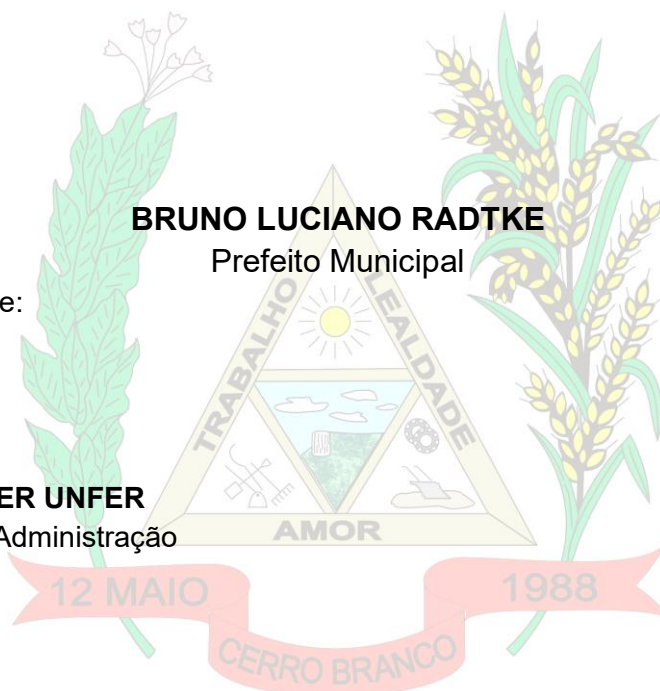 BRUNO LUCIANO RADTKE
Prefeito Municipal
e:
TRABALHO
LEALDADE
ER UNFER
Administração
AMOR
12 MAIO
1988
CERRO BRANCO